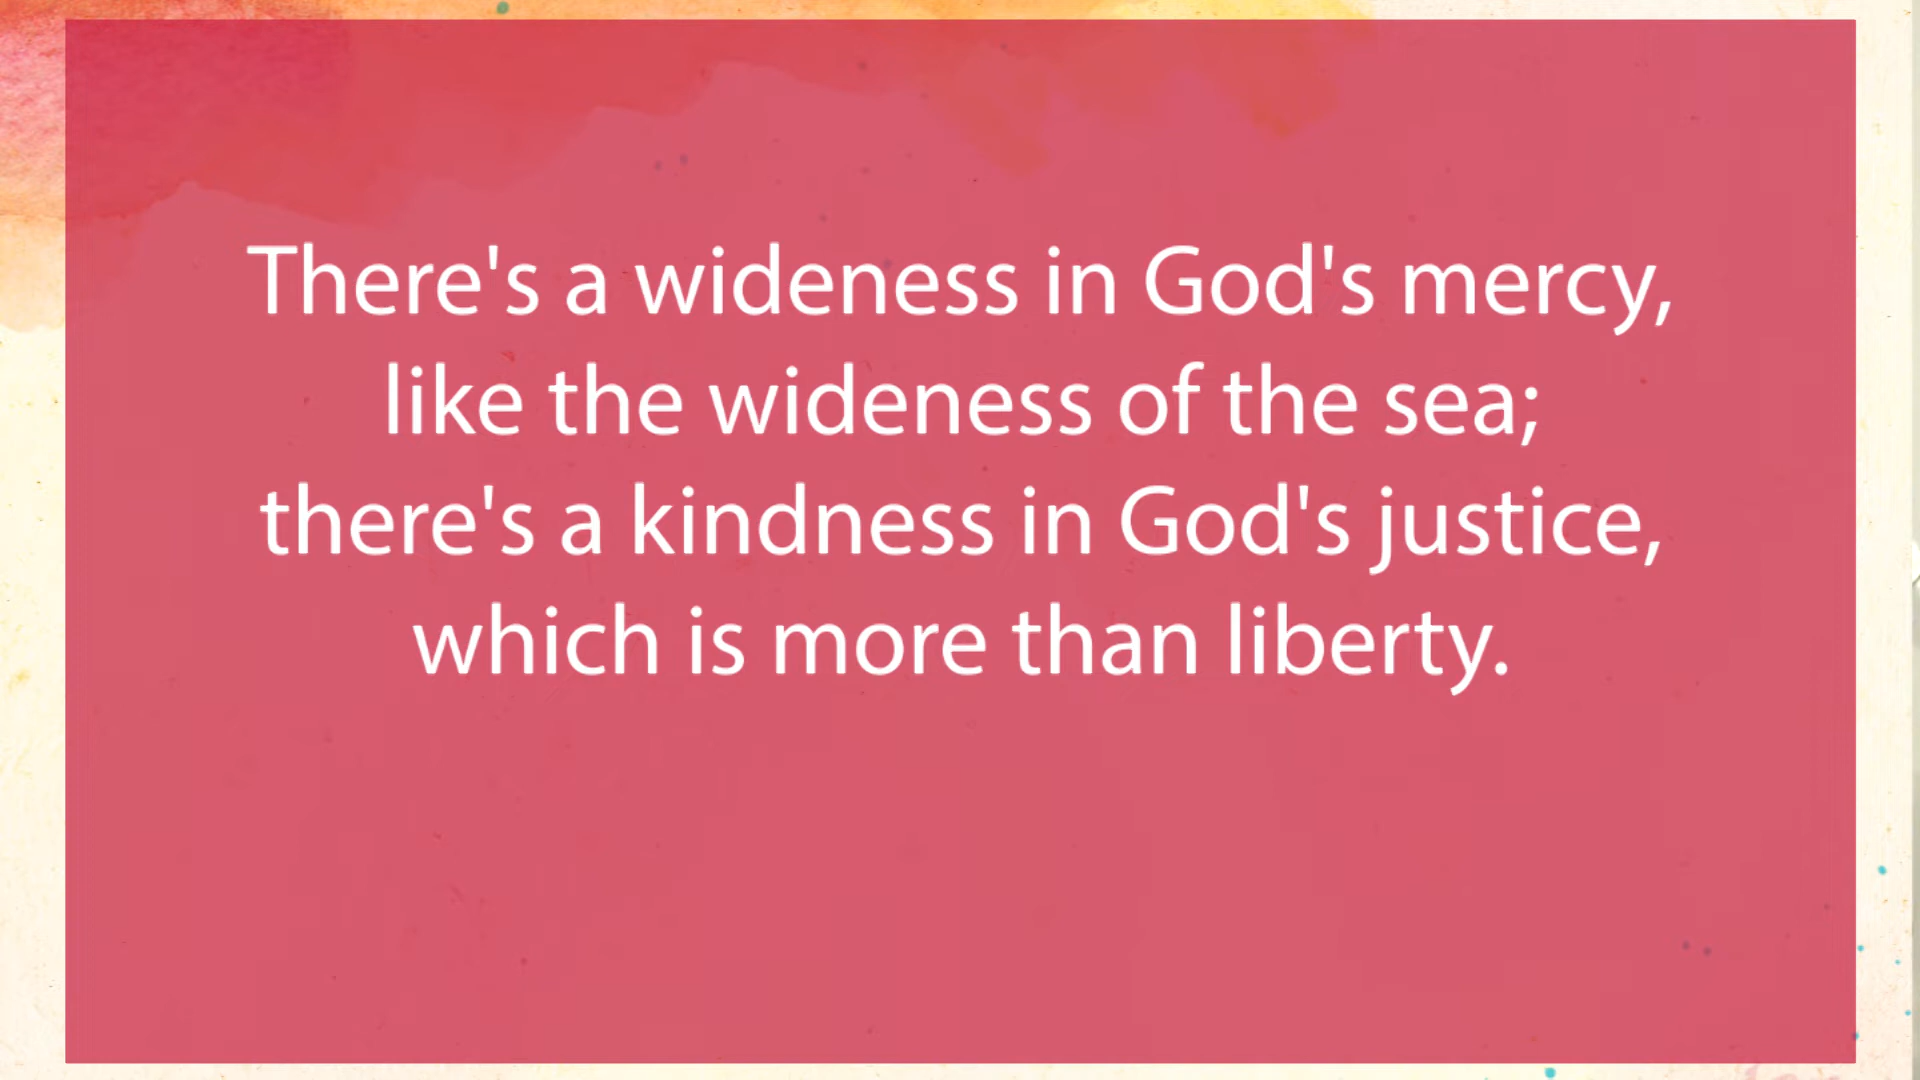 There's a wideness in God's mercy,
like the wideness of the sea;
there's a kindness in God's justice,
which is more than liberty.